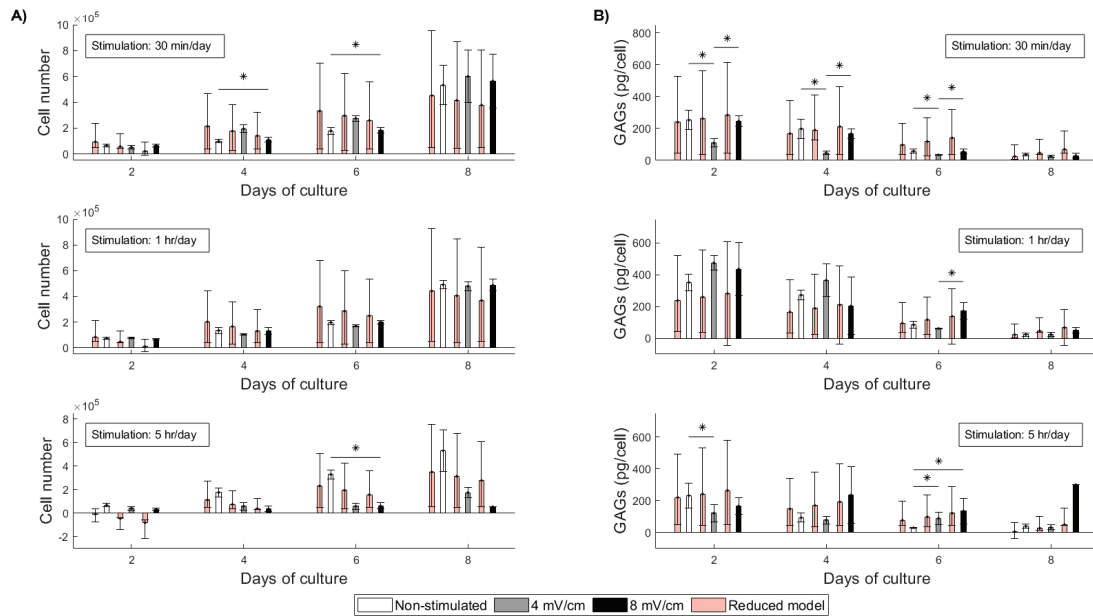 A)
B)
×10⁵
10
8
6
4
2
0
Cell number
Stimulation: 30 min/day
*
*
2
4
6
8
Days of culture
800
600
400
200
0
GAGs (pg/cell)
Stimulation: 30 min/day
*
*
*
*
*
*
2
4
6
8
Days of culture
×10⁵
10
8
6
4
2
0
Cell number
Stimulation: 1 hr/day
2
4
6
8
Days of culture
600
400
200
0
GAGs (pg/cell)
Stimulation: 1 hr/day
*
2
4
6
8
Days of culture
×10⁵
8
6
4
2
0
-2
Cell number
Stimulation: 5 hr/day
*
2
4
6
8
Days of culture
600
400
200
0
GAGs (pg/cell)
Stimulation: 5 hr/day
*
*
*
2
4
6
8
Days of culture
Non-stimulated
4 mV/cm
8 mV/cm
Reduced model